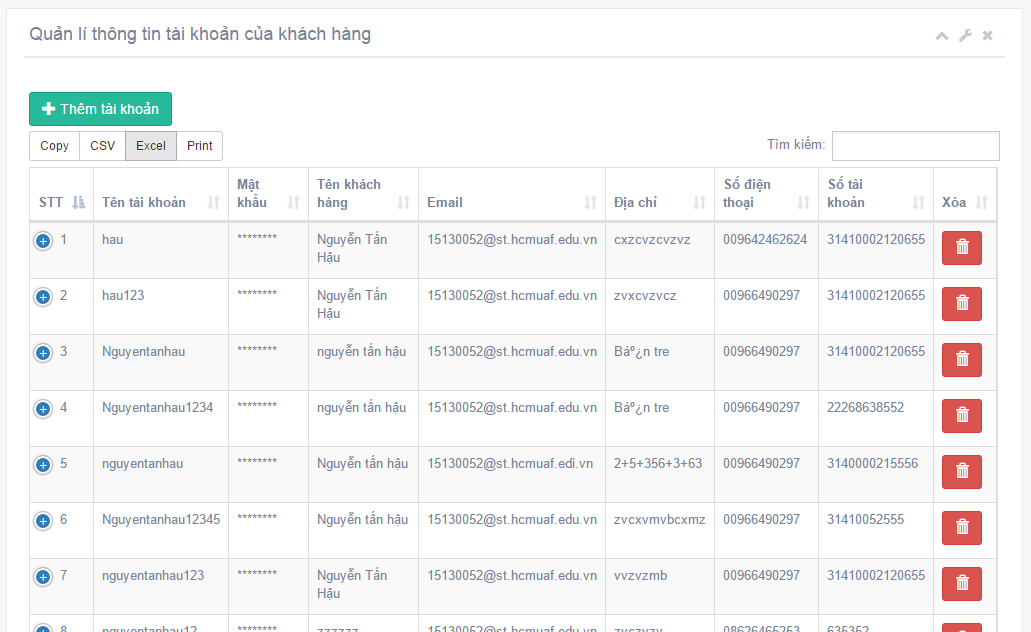 Quản lí thông tin tài khoản của khách hàng
Thêm tài khoản
Copy CSV Excel Print Tìm kiếm:
STT Tên tài khoản Mật khẩu Tên khách hàng Email Địa chỉ Số điện thoại Số tài khoản Xóa
1 hau ******** Nguyễn Tấn Hậu 15130052@st.hcmuaf.edu.vn cxzcvzcvzvz 009642462624 31410002120655
2 hau123 ******** Nguyễn Tấn Hậu 15130052@st.hcmuaf.edu.vn zvxcvzvcz 00966490297 31410002120655
3 Nguyentanhau ******** nguyễn tấn hậu 15130052@st.hcmuaf.edu.vn Báº¿n tre 00966490297 31410002120655
4 Nguyentanhau1234 ******** nguyễn tấn hậu 15130052@st.hcmuaf.edu.vn Báº¿n tre 00966490297 22268638552
5 nguyentanhau ******** Nguyễn tấn hậu 15130052@st.hcmuaf.edi.vn 2+5+356+3+63 00966490297 3140000215556
6 Nguyentanhau12345 ******** Nguyễn tấn hậu 15130052@st.hcmuaf.edu.vn zvcxvmvbcxmz 00966490297 31410052555
7 nguyentanhau123 ******** Nguyễn Tấn Hậu 15130052@st.hcmuaf.edu.vn vvzvzmb 00966490297 31410002120655
8 nguyentanhau12 ******** zzzzzz 15130052@st.hcmuaf.edu.vn zvczvzv 08626465253 635352